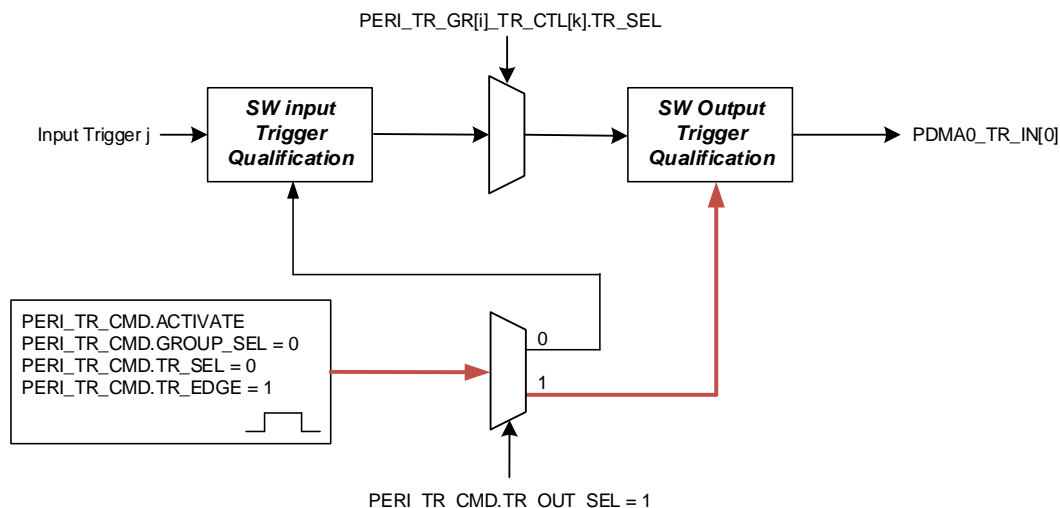 PERI_TR_GR[i]_TR_CTL[k].TR_SEL
SW input
Trigger
Qualification
SW Output
Trigger
Qualification
Input Trigger j
PDMA0_TR_IN[0]
PERI_TR_CMD.ACTIVATE
PERI_TR_CMD.GROUP_SEL = 0
PERI_TR_CMD.TR_SEL = 0
PERI_TR_CMD.TR_EDGE = 1
0
1
PERI_TR_CMD.TR_OUT_SEL = 1